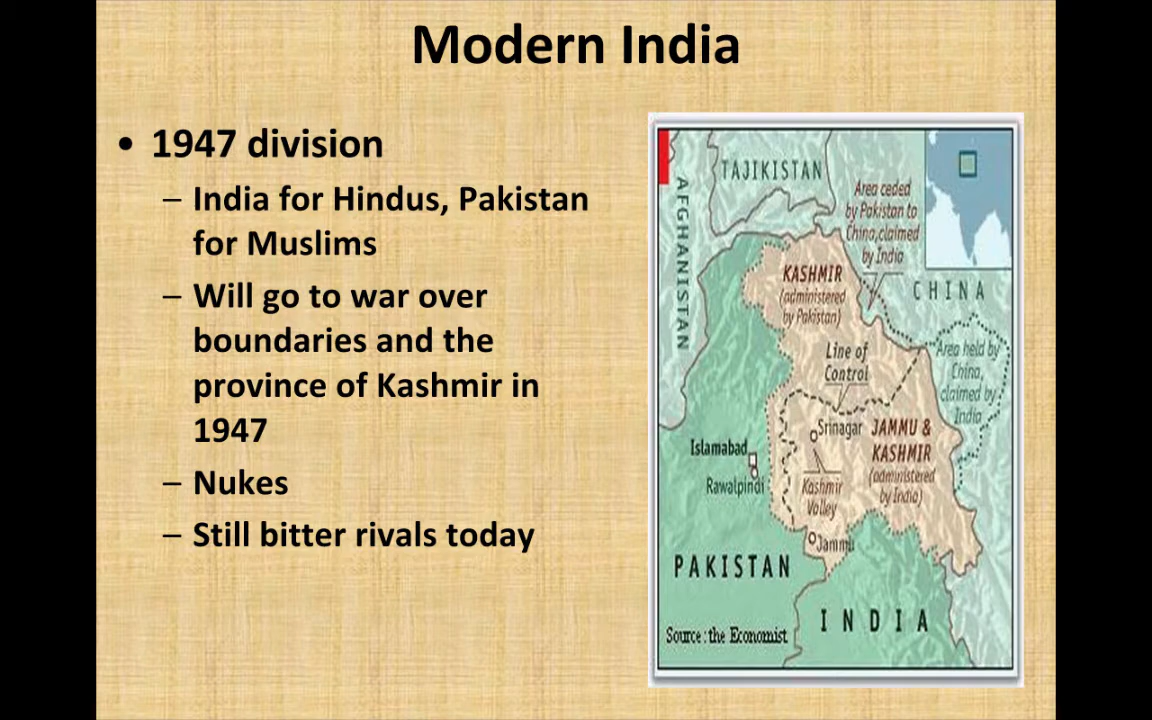 Modern India
• 1947 division
– India for Hindus, Pakistan
for Muslims
– Will go to war over
boundaries and the
province of Kashmir in
1947
– Nukes
– Still bitter rivals today
TAJIKISTAN
AFGHANISTAN
Area ceded
by Pakistan to
China, claimed
by India
KASHMIR
(administered
by Pakistan)
CHINA
Line of
Control
Area held by
China,
claimed by
India
Srinagar
JAMMU &
KASHMIR
(administered
by India)
Islamabad
Rawalpindi
Kashmir
Valley
Jammu
PAKISTAN
INDIA
Source: the Economist